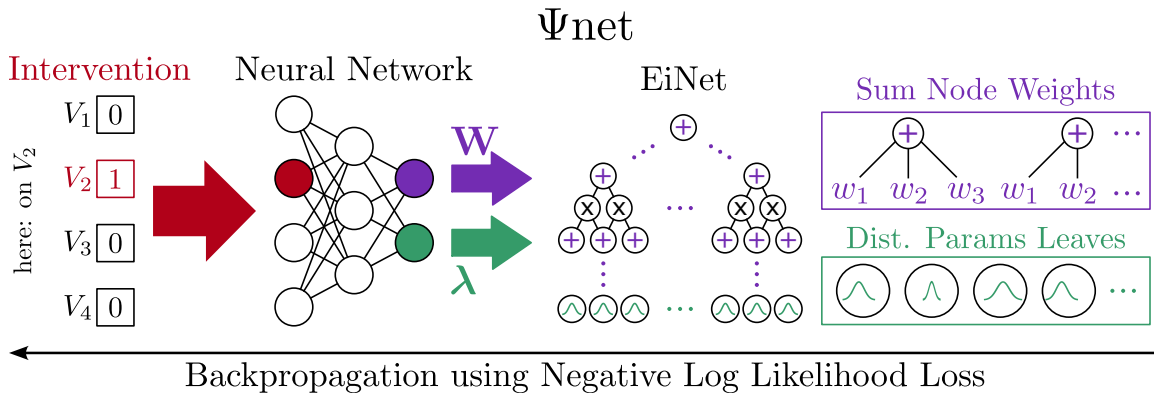 Ψnet
Intervention
Neural Network
EiNet
Sum Node Weights
here: on V₂
V₁ 0
V₂ 1
V₃ 0
V₄ 0
W
λ
+
+ ... +
x x ... x x
+ + + + + +
...
+ + ...
w₁ w₂ w₃ w₁ w₂ ...
Dist. Params Leaves
...
Backpropagation using Negative Log Likelihood Loss